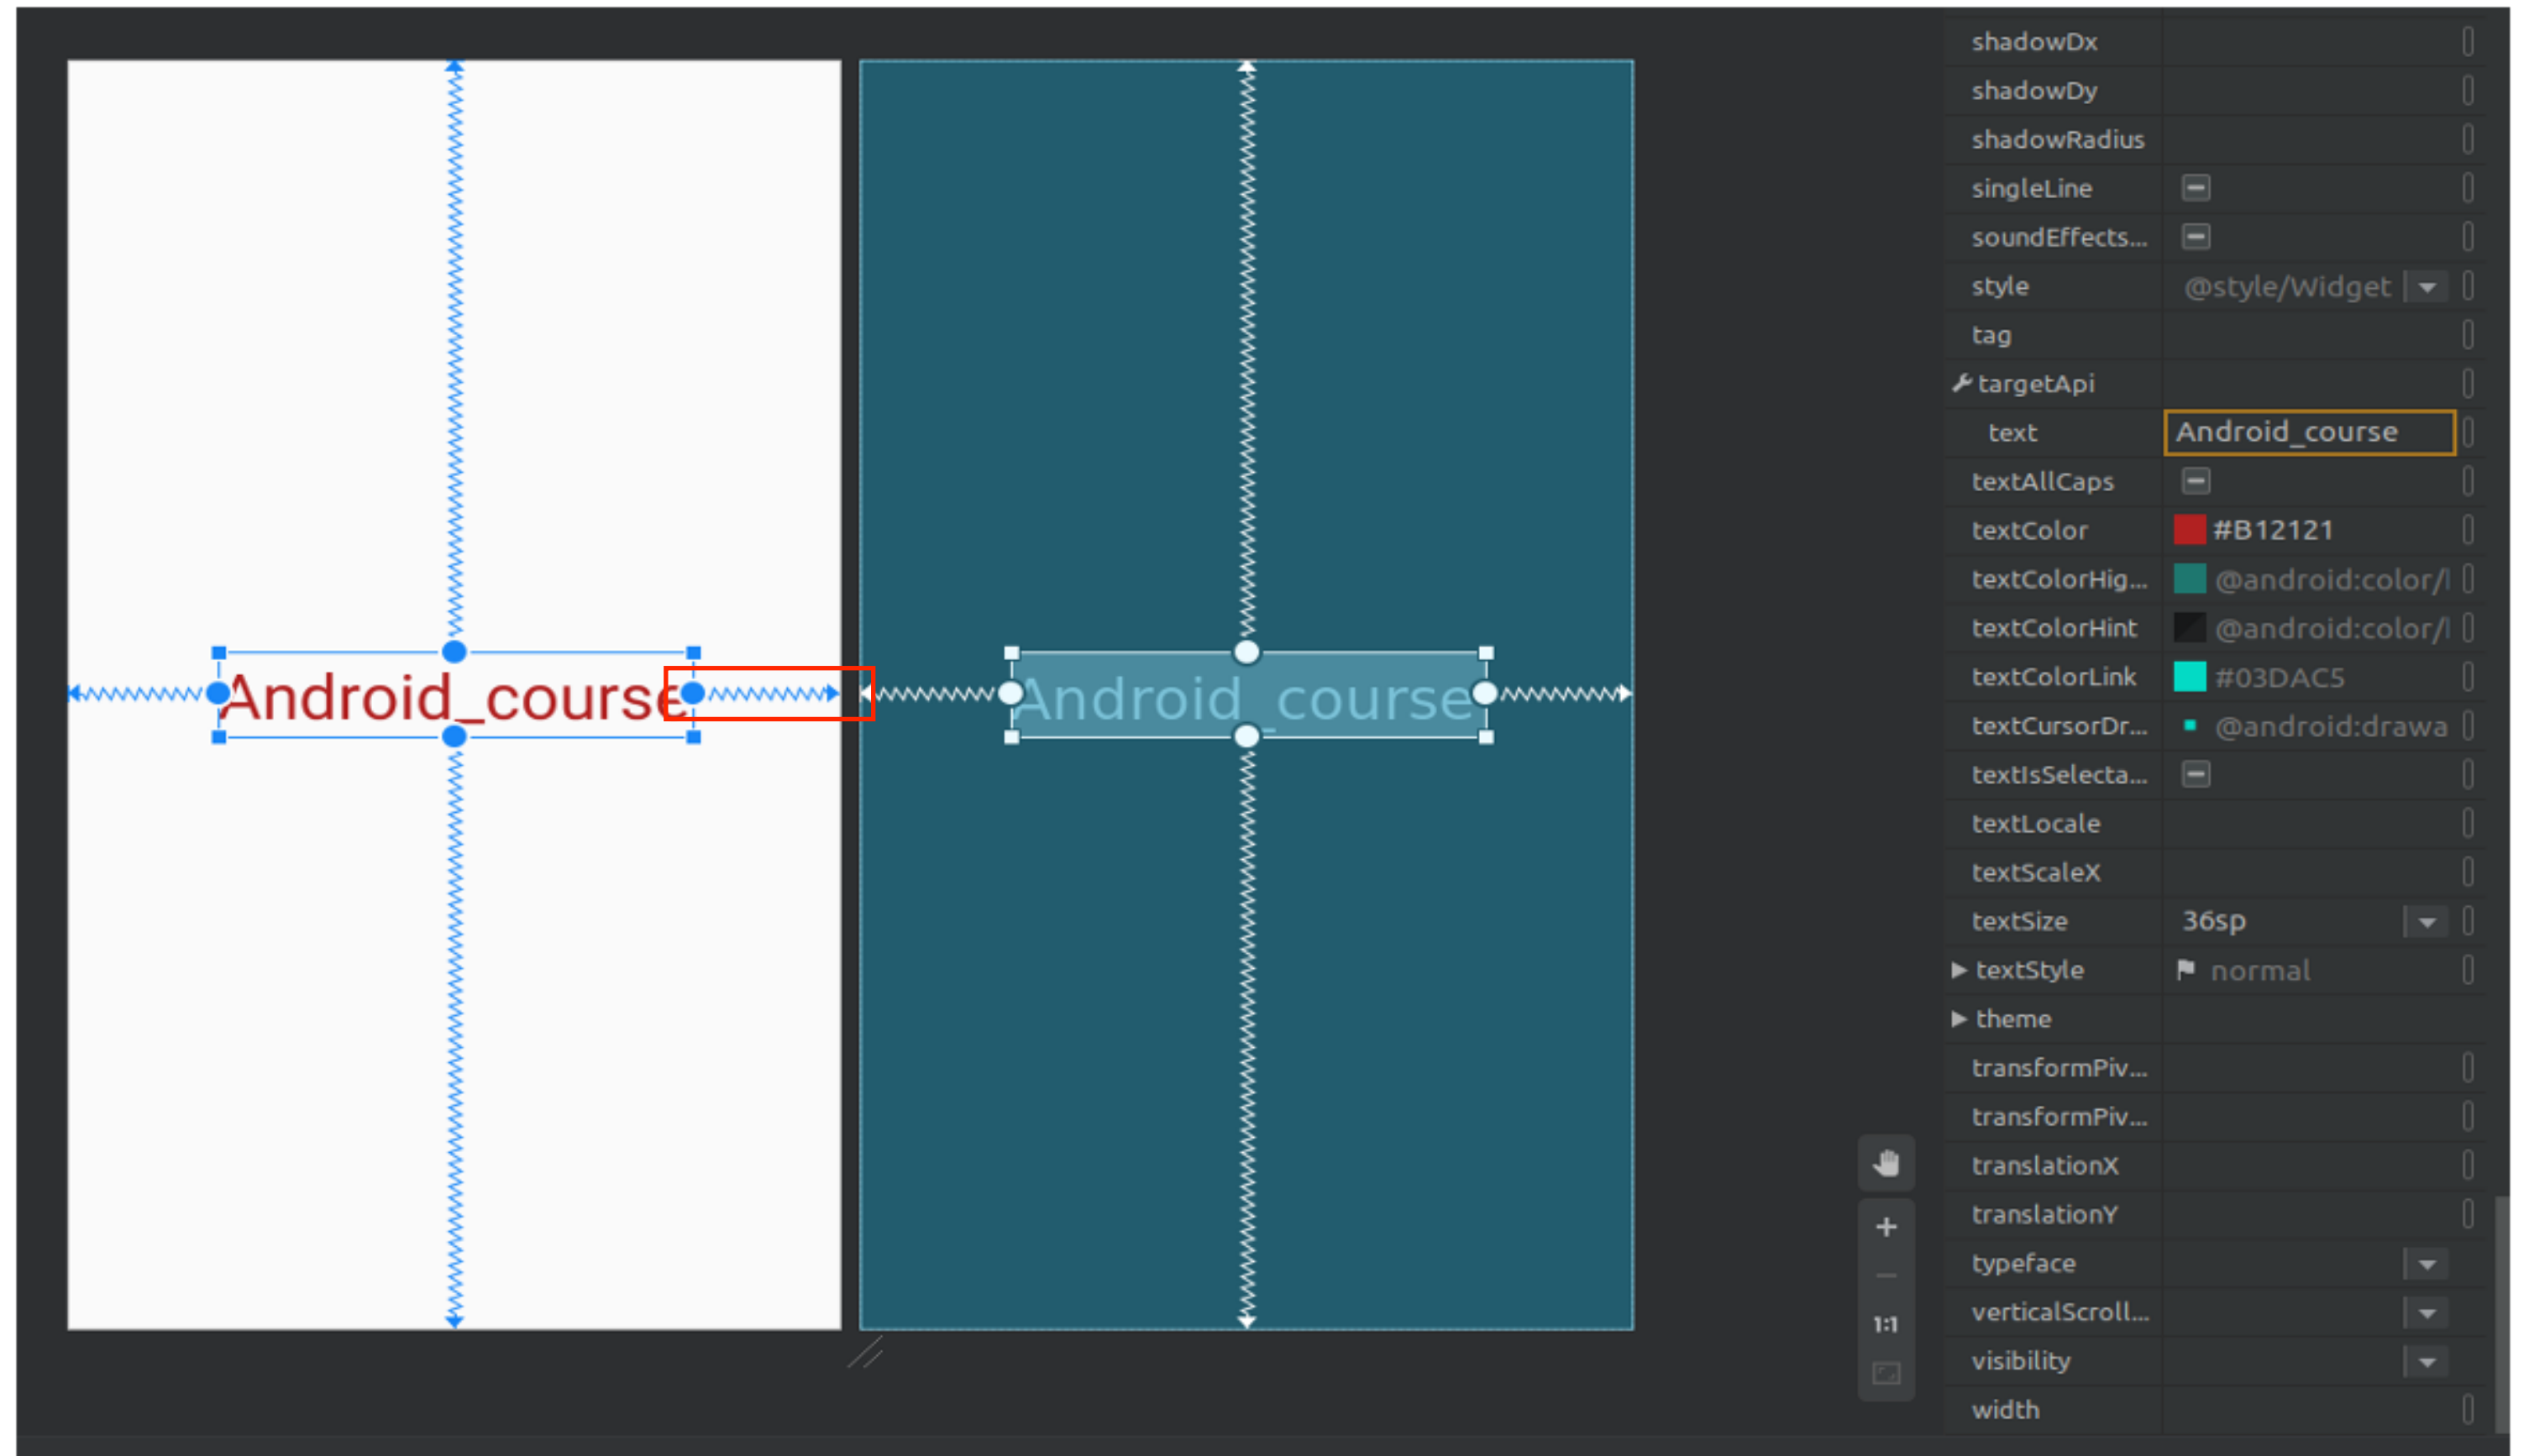 Android_course
Android_course
1:1
shadowDx
shadowDy
shadowRadius
singleLine
soundEffects...
style @style/Widget
tag
targetApi
text Android_course
textAllCaps
textColor #B12121
textColorHig... @android:color/
textColorHint @android:color/
textColorLink #03DAC5
textCursorDr... @android:drawa
textIsSelecta...
textLocale
textScaleX
textSize 36sp
textStyle normal
theme
transformPiv...
transformPiv...
translationX
translationY
typeface
verticalScroll...
visibility
width